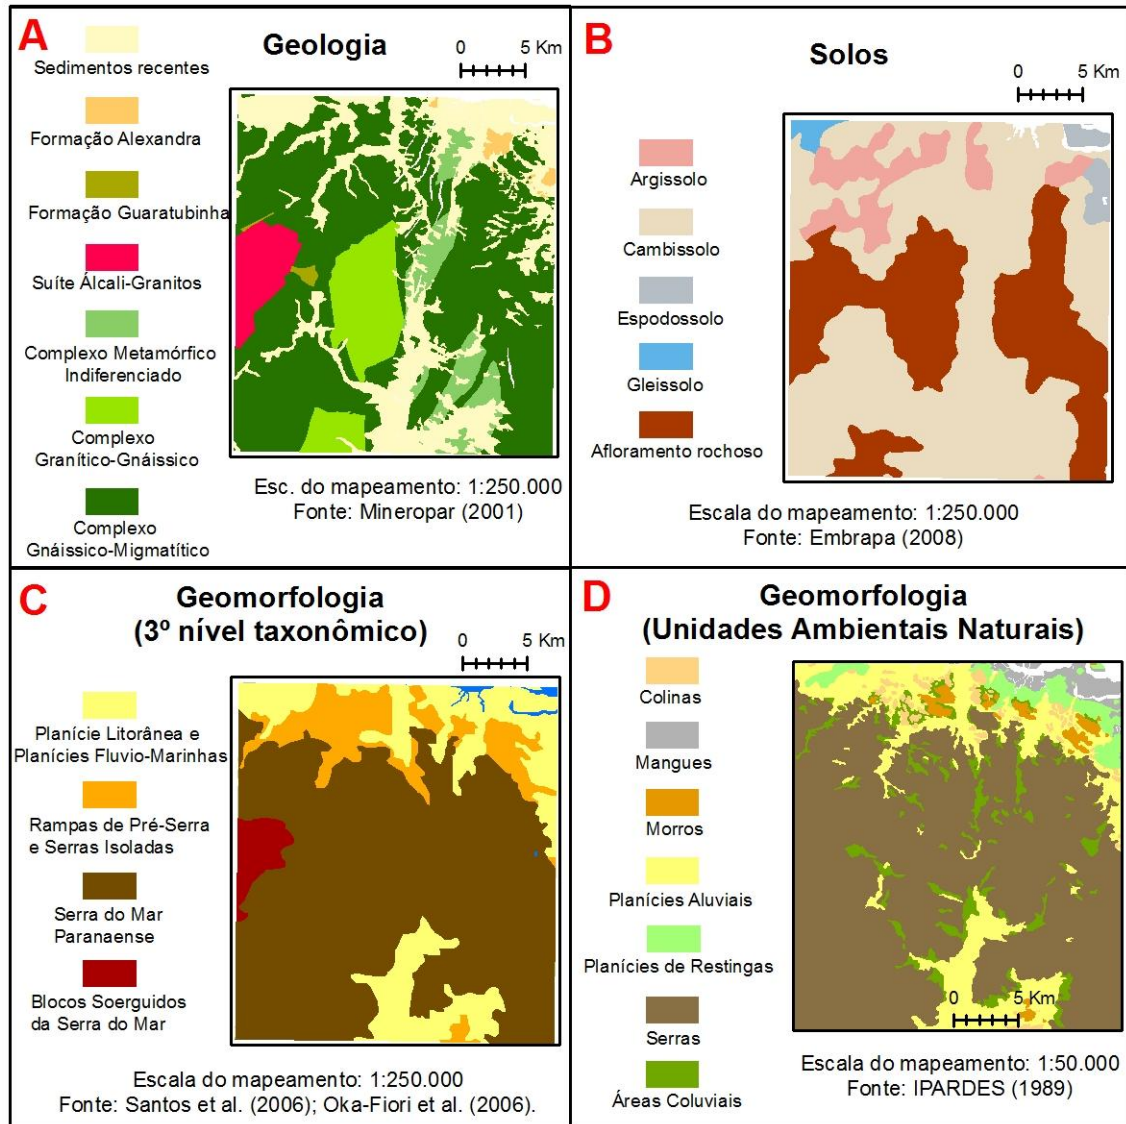 A
Geologia
0 5 Km
Sedimentos recentes
Formação Alexandra
Formação Guaratubinha
Suíte Álcali-Granitos
Complexo Metamórfico
Indiferenciado
Complexo
Granítico-Gnáissico
Complexo
Gnáissico-Migmatítico
Esc. do mapeamento: 1:250.000
Fonte: Mineropar (2001)
B
Solos
0 5 Km
Argissolo
Cambissolo
Espodossolo
Gleissolo
Afloramento rochoso
Escala do mapeamento: 1:250.000
Fonte: Embrapa (2008)
C
Geomorfologia
(3º nível taxonômico)
0 5 Km
Planície Litorânea e
Planícies Fluvio-Marinhas
Rampas de Pré-Serra
e Serras Isoladas
Serra do Mar
Paranaense
Blocos Soerguidos
da Serra do Mar
Escala do mapeamento: 1:250.000
Fonte: Santos et al. (2006); Oka-Fiori et al. (2006).
D
Geomorfologia
(Unidades Ambientais Naturais)
Colinas
Mangues
Morros
Planícies Aluviais
Planícies de Restingas
Serras
Áreas Coluviais
0 5 Km
Escala do mapeamento: 1:50.000
Fonte: IPARDES (1989)